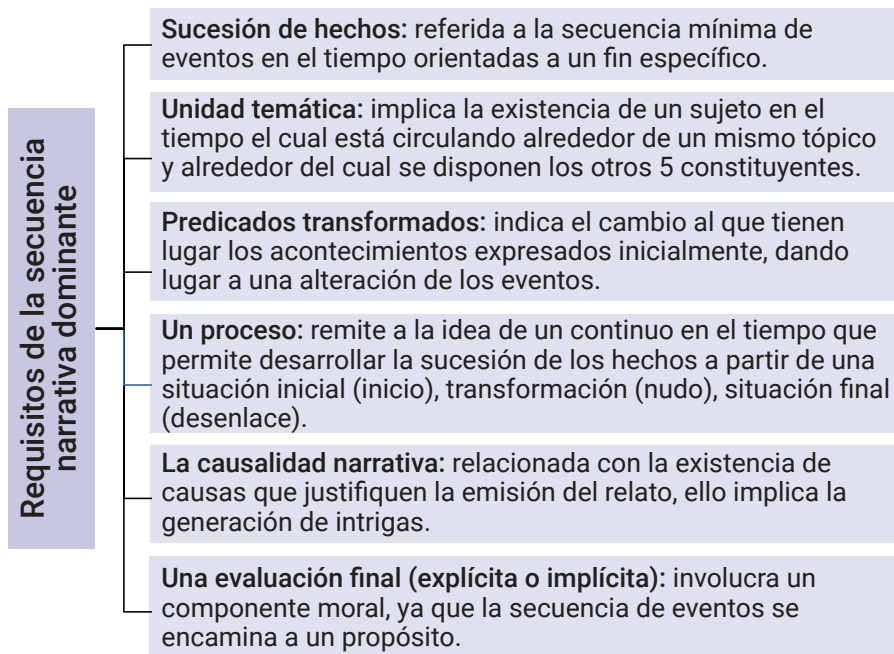 Requisitos de la secuencia
narrativa dominante
Sucesión de hechos: referida a la secuencia mínima de
eventos en el tiempo orientadas a un fin específico.
Unidad temática: implica la existencia de un sujeto en el
tiempo el cual está circulando alrededor de un mismo tópico
y alrededor del cual se disponen los otros 5 constituyentes.
Predicados transformados: indica el cambio al que tienen
lugar los acontecimientos expresados inicialmente, dando
lugar a una alteración de los eventos.
Un proceso: remite a la idea de un continuo en el tiempo que
permite desarrollar la sucesión de los hechos a partir de una
situación inicial (inicio), transformación (nudo), situación final
(desenlace).
La causalidad narrativa: relacionada con la existencia de
causas que justifiquen la emisión del relato, ello implica la
generación de intrigas.
Una evaluación final (explícita o implícita): involucra un
componente moral, ya que la secuencia de eventos se
encamina a un propósito.